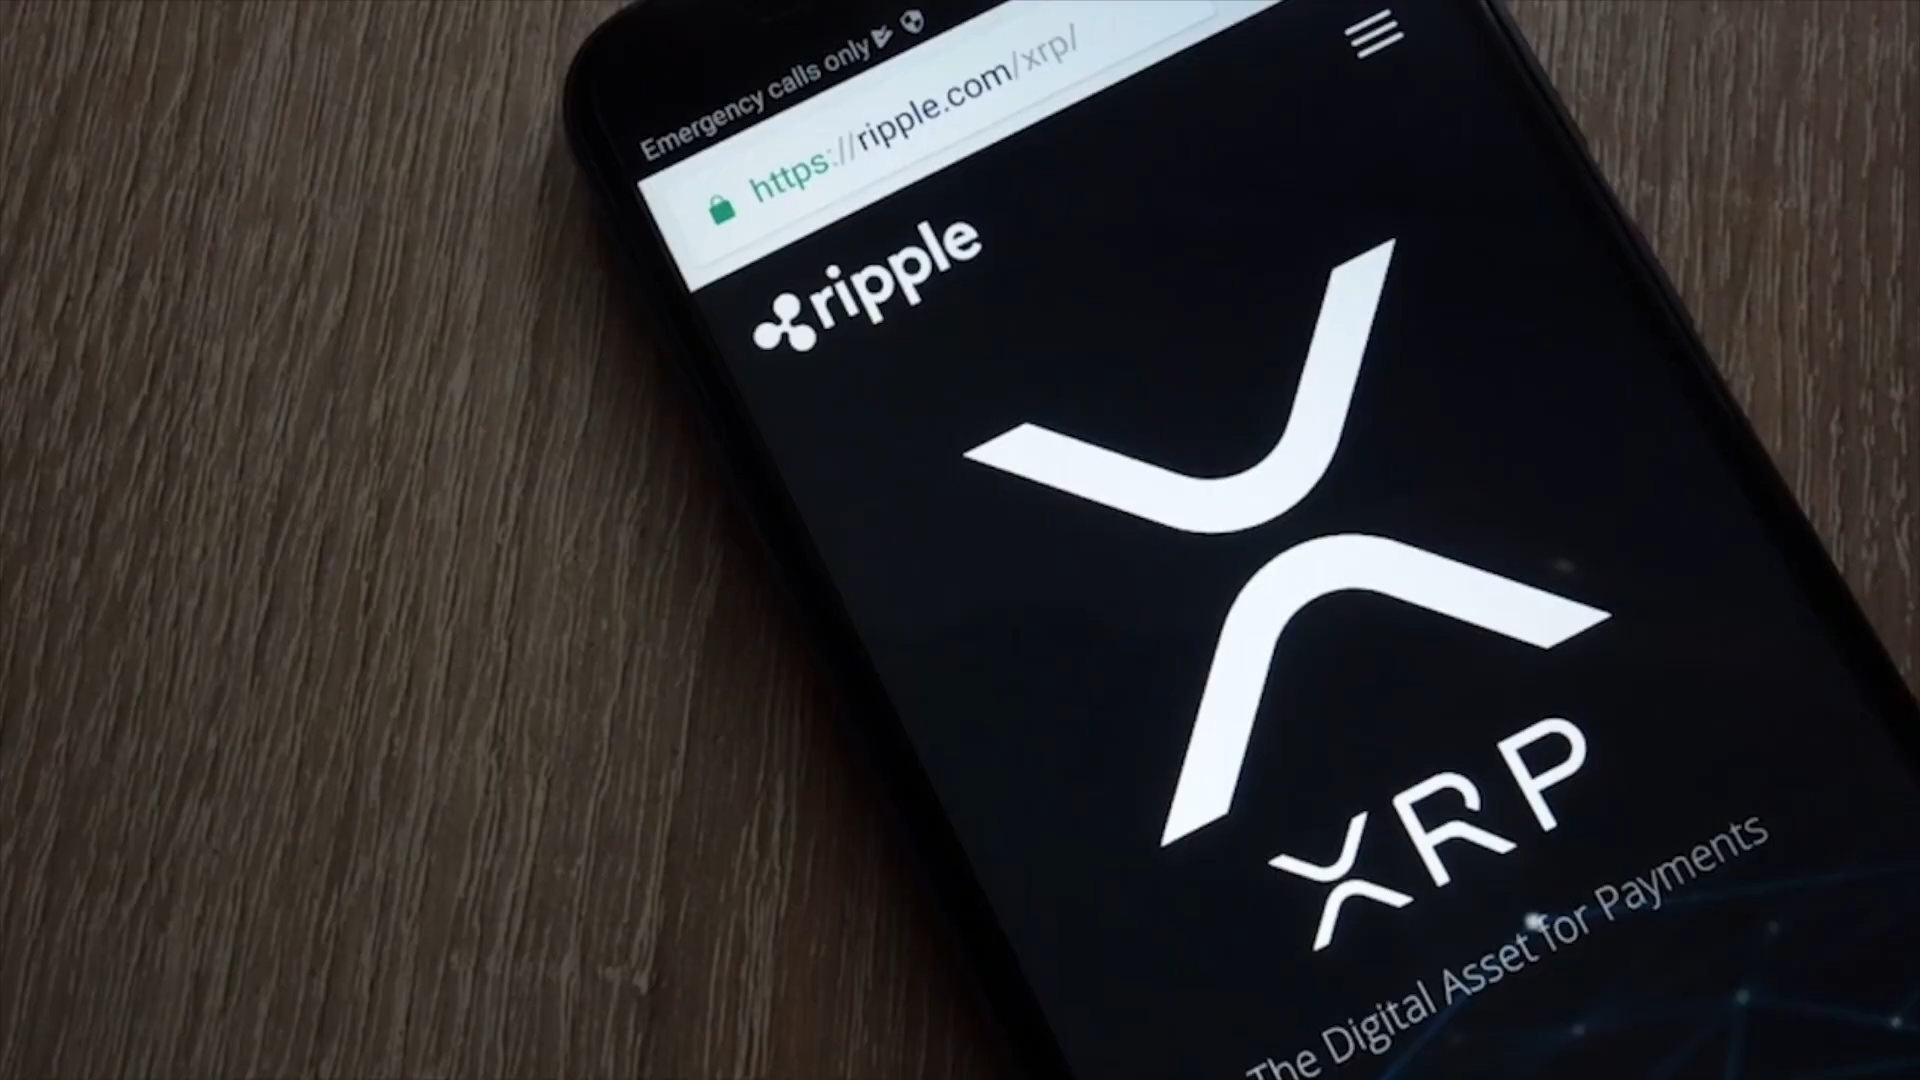 Emergency calls only
https://ripple.com/xrp/
ripple
XRP
The Digital Asset for Payments